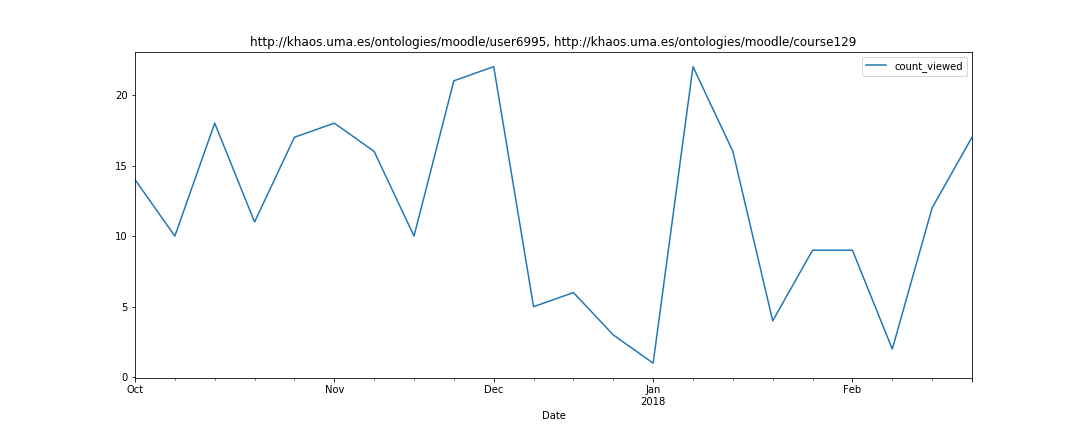 http://khaos.uma.es/ontologies/moodle/user6995, http://khaos.uma.es/ontologies/moodle/course129
count_viewed
20
15
10
5
0
Oct Nov Dec Jan Feb
2018
Date